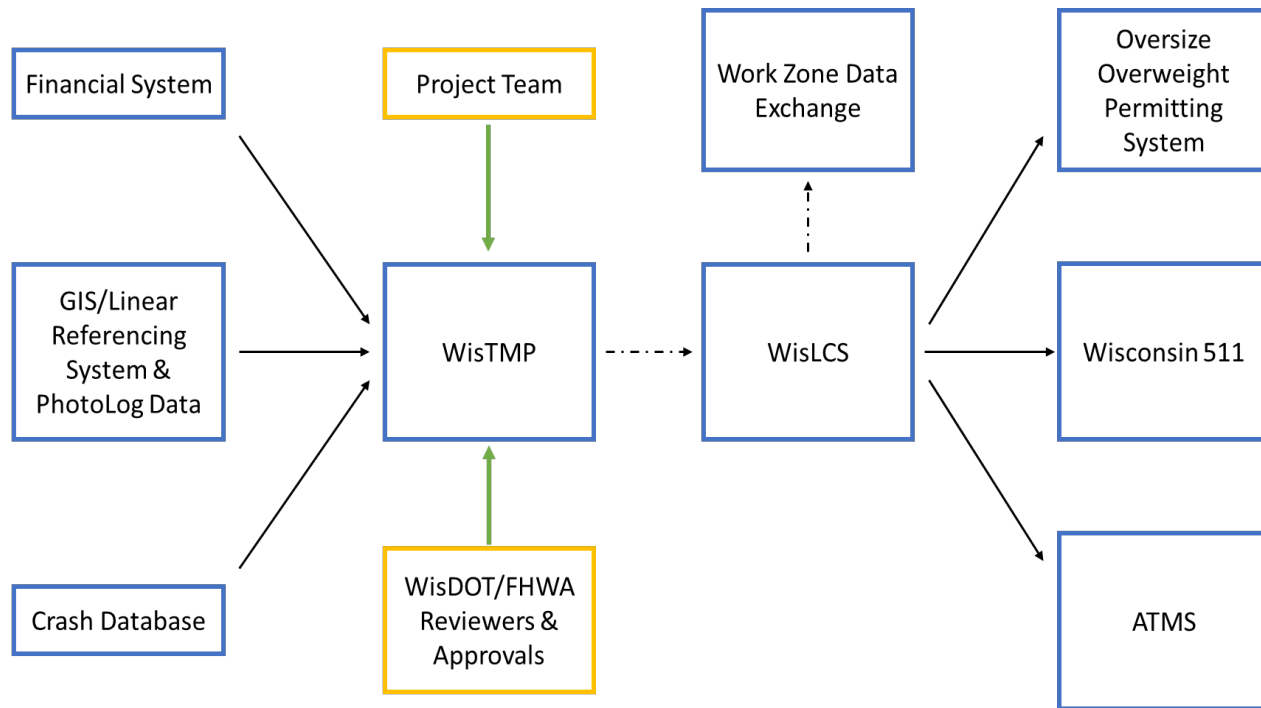 Financial System
Project Team
Work Zone Data
Exchange
Oversize
Overweight
Permitting
System
GIS/Linear
Referencing
System &
PhotoLog Data
WisTMP
WisLCS
Wisconsin 511
Crash Database
WisDOT/FHWA
Reviewers &
Approvals
ATMS